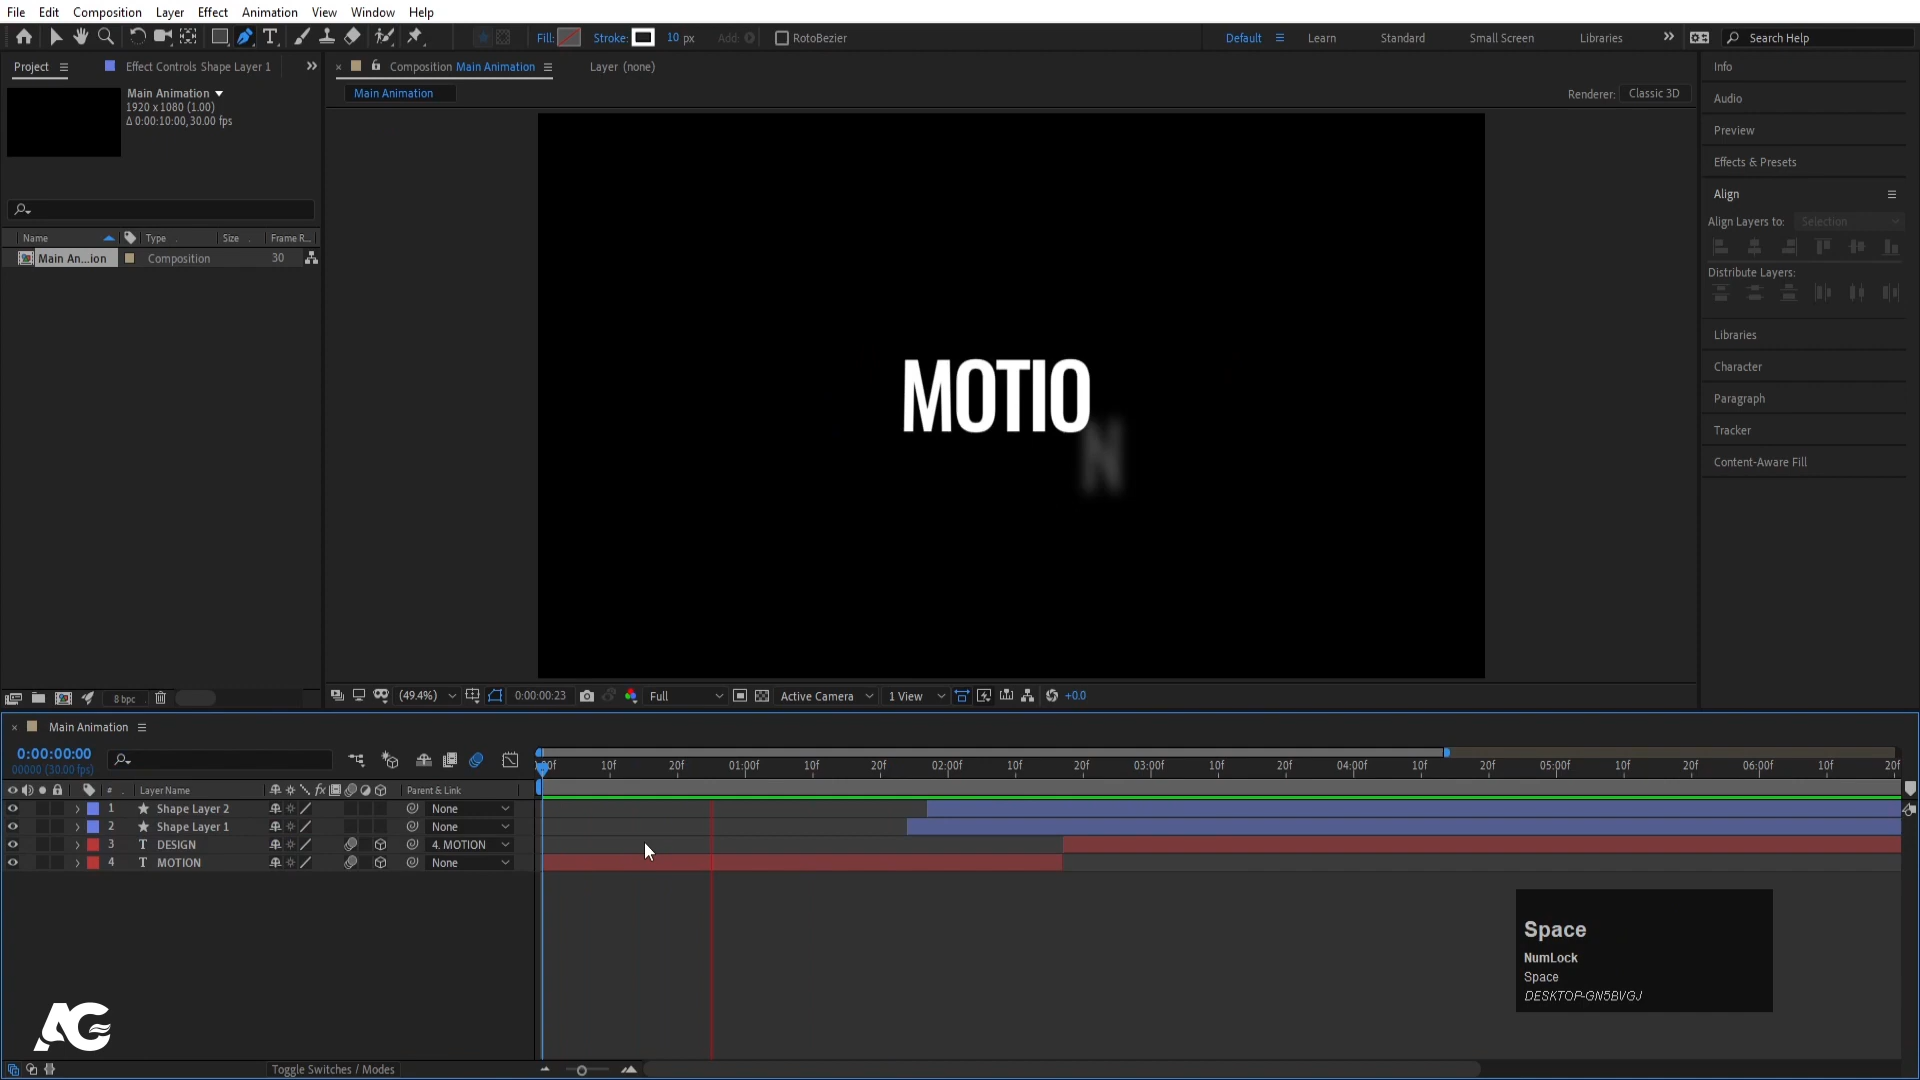 File Edit Composition Layer Effect Animation View Window Help
Fill: Stroke: 10 px Add: RotoBezier Default Learn Standard Small Screen Libraries Search Help
Project Effect Controls Shape Layer 1 Composition Main Animation Layer (none)
Main Animation
1920 x 1080 (1.00)
Δ 0:00:10:00, 30.00 fps
Main Animation
Renderer: Classic 3D
Info
Audio
Preview
Effects & Presets
Align
Align Layers to: Selection
Distribute Layers:
Libraries
Character
Paragraph
Tracker
Content-Aware Fill
Name Type Size Frame R...
Main An...ion Composition 30
MOTIO
N
8 bpc
(49.4%) 0:00:00:23 Full Active Camera 1 View +0.0
Main Animation
0:00:00:00
00000 (30.00 fps)
10f 20f 01:00f 10f 20f 02:00f 10f 20f 03:00f 10f 20f 04:00f 10f 20f 05:00f 10f 20f 06:00f 10f 20f
# Layer Name fx Parent & Link
1 Shape Layer 2 None
2 Shape Layer 1 None
3 T DESIGN 4. MOTION
4 T MOTION None
Space
NumLock
Space
DESKTOP-GN5BVGJ
AG
Toggle Switches / Modes